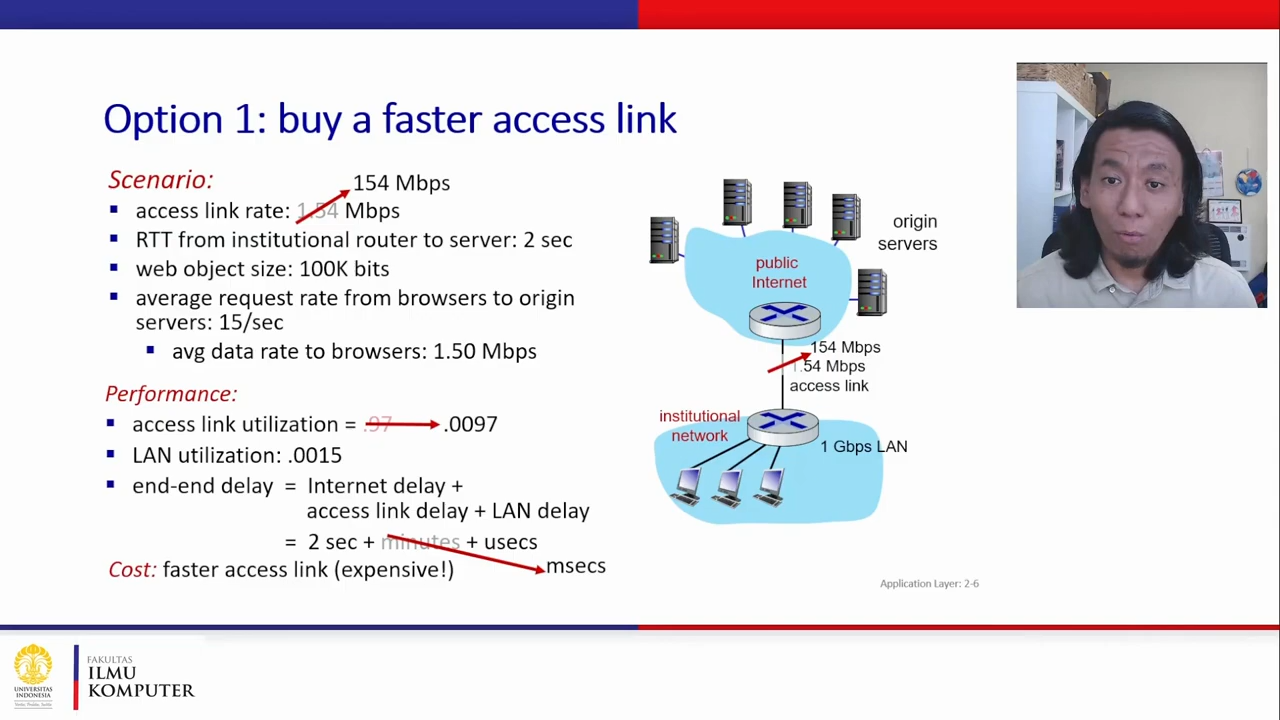 Option 1: buy a faster access link
Scenario:
154 Mbps
access link rate: 1.54 Mbps
RTT from institutional router to server: 2 sec
web object size: 100K bits
average request rate from browsers to origin
servers: 15/sec
avg data rate to browsers: 1.50 Mbps
Performance:
access link utilization = .97 .0097
LAN utilization: .0015
end-end delay = Internet delay +
access link delay + LAN delay
= 2 sec + minutes + usecs
msecs
Cost: faster access link (expensive!)
origin
servers
public
Internet
154 Mbps
1.54 Mbps
access link
institutional
network
1 Gbps LAN
Application Layer: 2-6
UNIVERSITAS
INDONESIA
FAKULTAS
ILMU
KOMPUTER